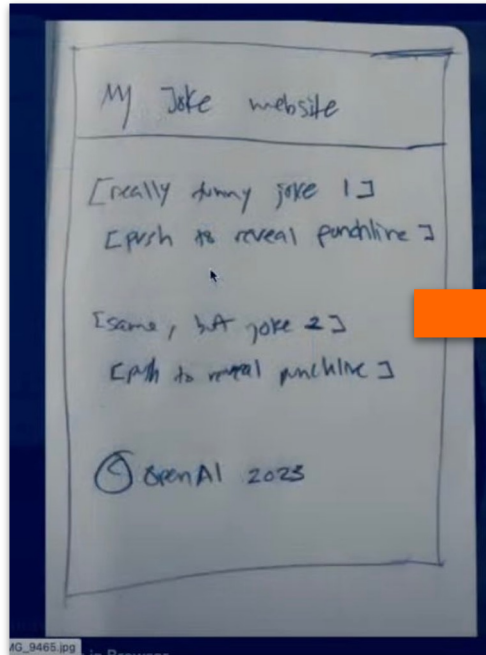 My Joke website
[really funny joke 1]
[push to reveal punchline]
[same, but joke 2]
[push to reveal punchline]
© OpenAI 2023
MG_9465.jpg